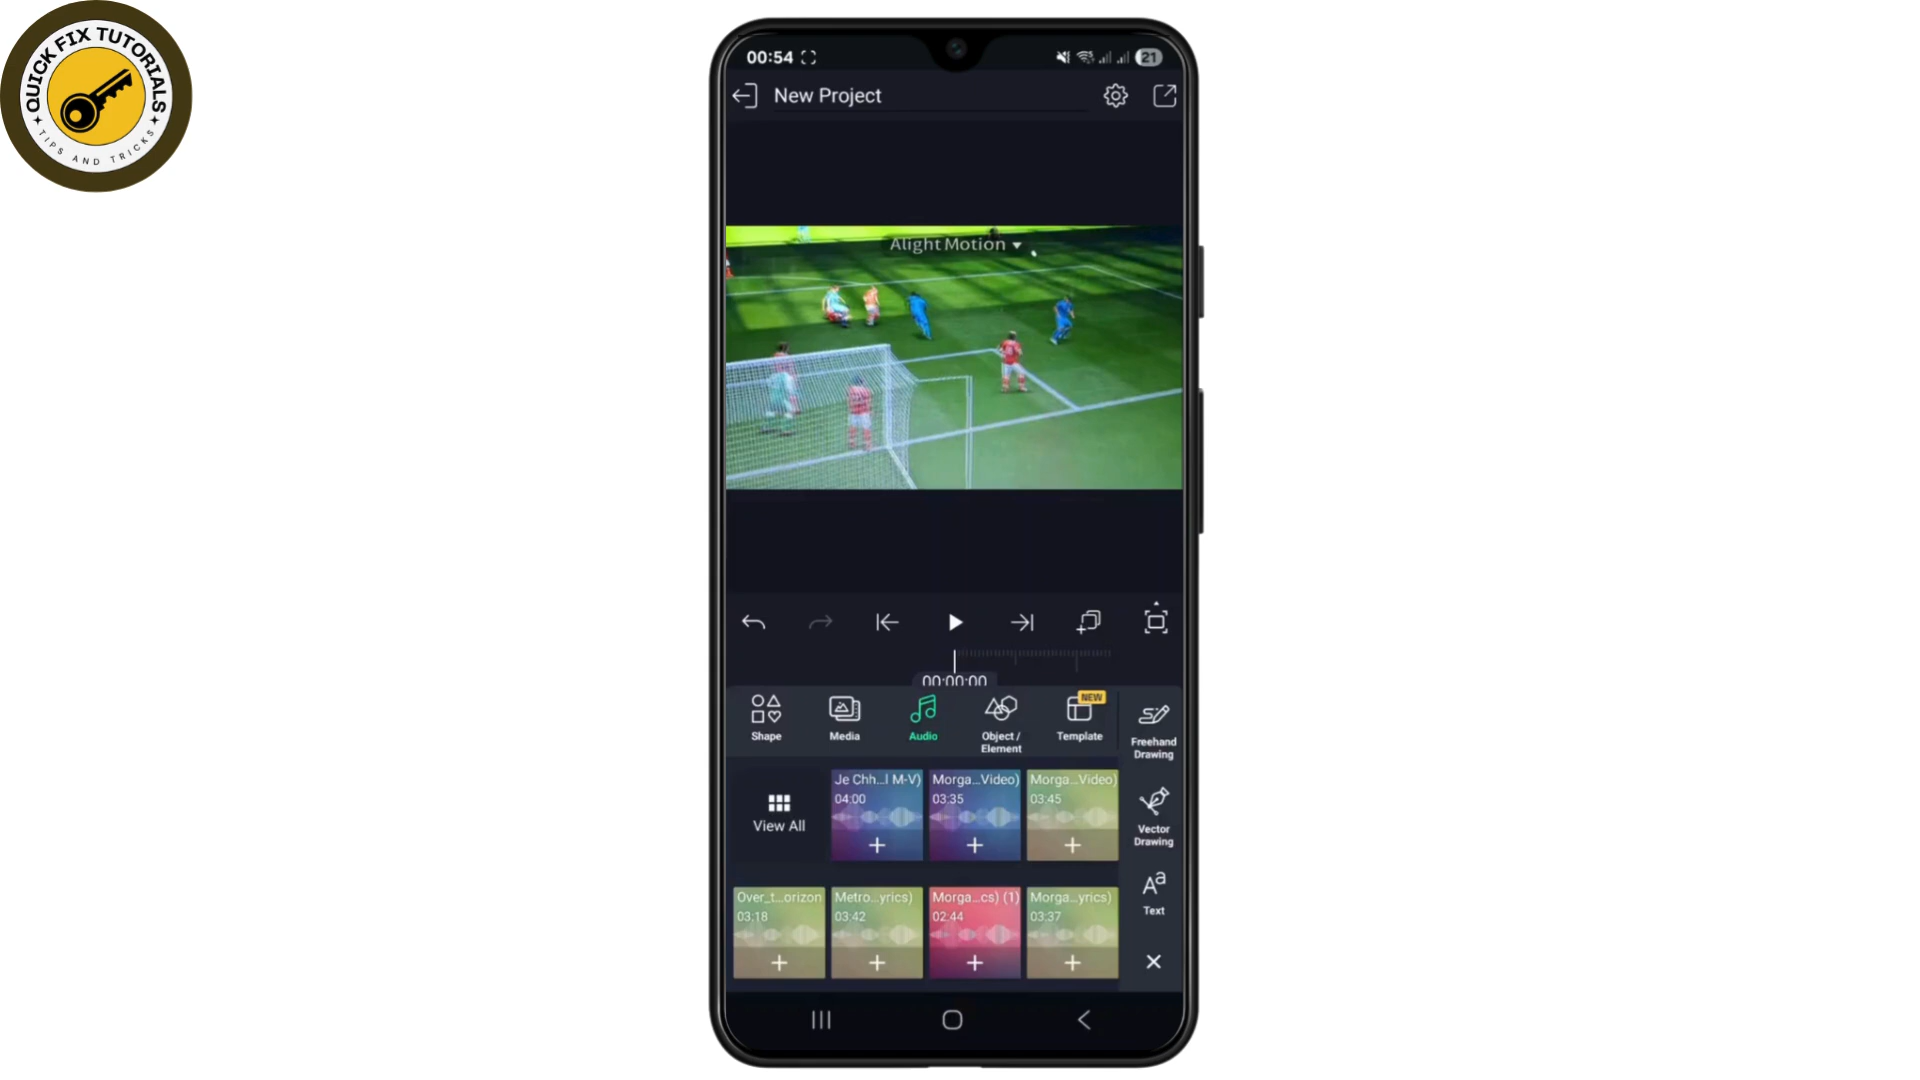 QUICK FIX TUTORIALS
TIPS AND TRICKS
00:54
21
New Project
Alight Motion
00:00:00
Shape
Media
Audio
Object /
Element
NEW
Template
Freehand
Drawing
View All
Je Chh...l M-V)
04:00
Morga...Video)
03:35
Morga...Video)
03:45
Vector
Drawing
Over_t...orizon
03:18
Metro...yrics)
03:42
Morga...cs) (1)
02:44
Morga...yrics)
03:37
Aa
Text